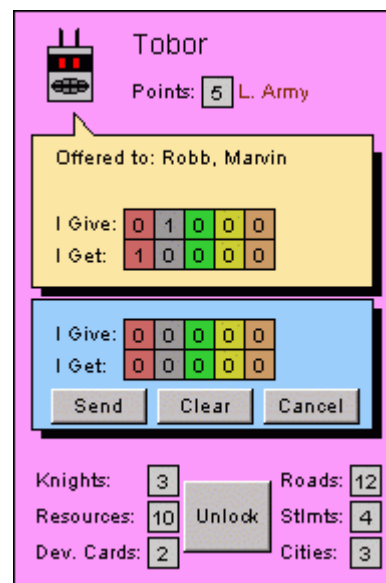 Tobor
Points: 5 L. Army
Offered to: Robb, Marvin
I Give: 0 1 0 0 0
I Get: 1 0 0 0 0
I Give: 0 0 0 0 0
I Get: 0 0 0 0 0
Send Clear Cancel
Knights: 3 Roads: 12
Resources: 10 Unlock Stlmts: 4
Dev. Cards: 2 Cities: 3